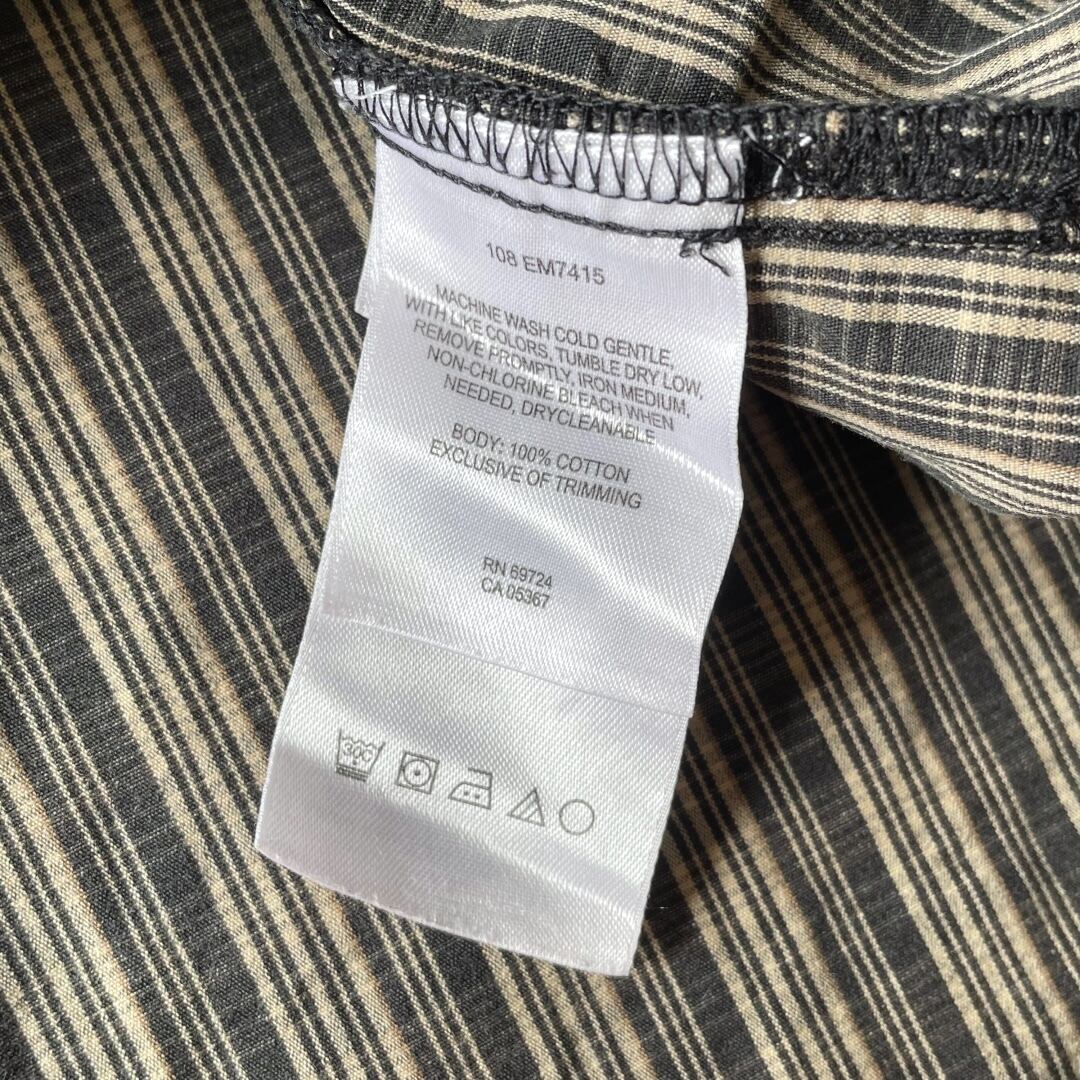 108 EM7415
MACHINE WASH COLD GENTLE,
WITH LIKE COLORS, TUMBLE DRY LOW,
REMOVE PROMPTLY, IRON MEDIUM,
NON-CHLORINE BLEACH WHEN
NEEDED, DRYCLEANABLE
BODY: 100% COTTON
EXCLUSIVE OF TRIMMING
RN 69724
CA 05367